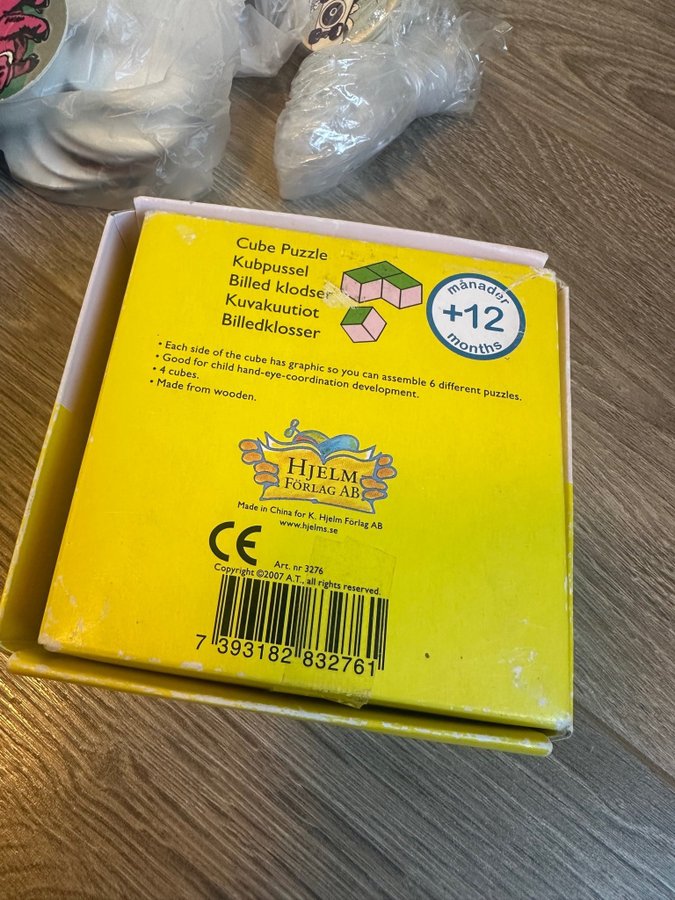 Cube Puzzle
Kubpussel
Billed klodser
Kuvakuutiot
Billedklosser
månader
+12
months
• Each side of the cube has graphic so you can assemble 6 different puzzles.
• Good for child hand-eye-coordination development.
• 4 cubes.
• Made from wooden.
HJELM
FÖRLAG AB
Made in China for K. Hjelm Förlag AB
www.hjelms.se
CE
Art. nr 3276
Copyright ©2007 A.T., all rights reserved.
7 393182 832761